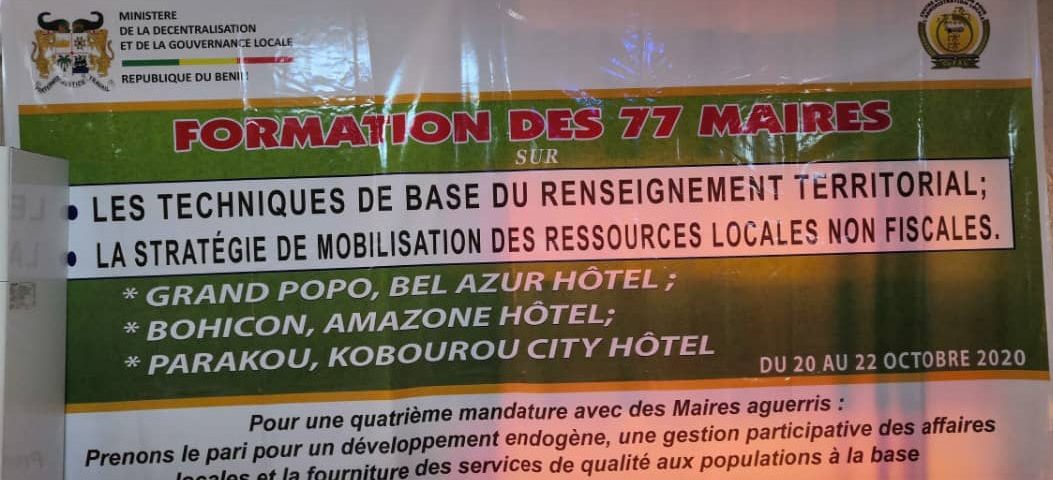 MINISTERE
DE LA DECENTRALISATION
ET DE LA GOUVERNANCE LOCALE
REPUBLIQUE DU BENIN
FORMATION DES 77 MAIRES
SUR
• LES TECHNIQUES DE BASE DU RENSEIGNEMENT TERRITORIAL;
• LA STRATÉGIE DE MOBILISATION DES RESSOURCES LOCALES NON FISCALES.
* GRAND POPO, BEL AZUR HÔTEL ;
* BOHICON, AMAZONE HÔTEL;
* PARAKOU, KOBOUROU CITY HÔTEL
DU 20 AU 22 OCTOBRE 2020
Pour une quatrième mandature avec des Maires aguerris :
Prenons le pari pour un développement endogène, une gestion participative des affaires
locales et la fourniture des services de qualité aux populations à la base